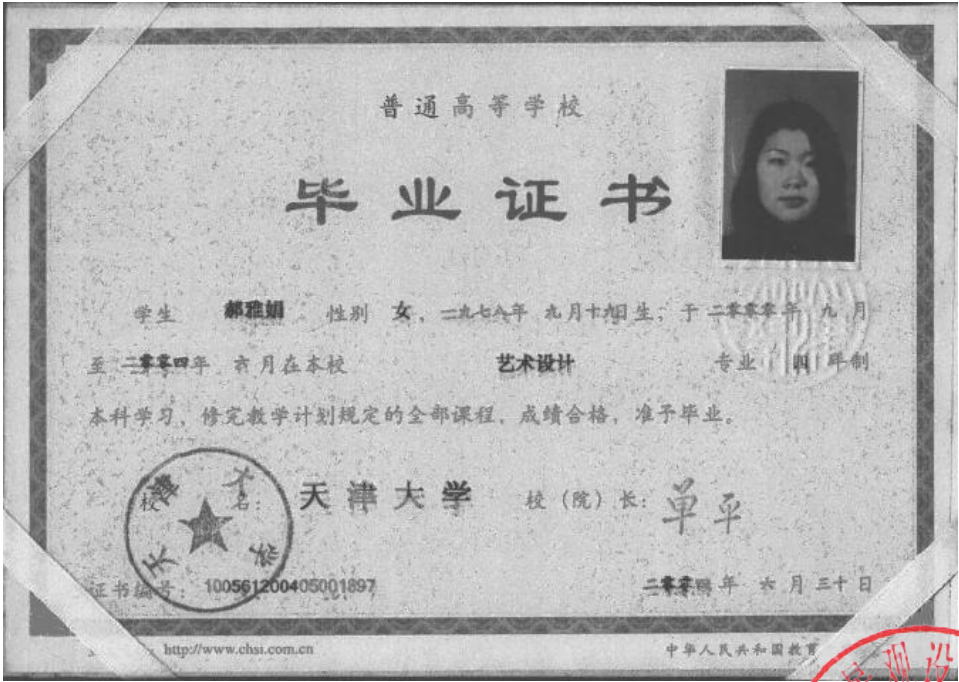 普通高等学校
毕业证书
学生 郝雅娟 性别 女，一九七八年 九月十九日生，于二零零零年 九 月
至二零零四年 六 月在本校 艺术设计 专业 四 年制
本科学习，修完教学计划规定的全部课程，成绩合格，准予毕业。
校 名：天津大学 校（院）长：单平
天津大学
证书编号：100561200405001897 二零零四年 六 月三十日
http://www.chsi.com.cn 中华人民共和国教育